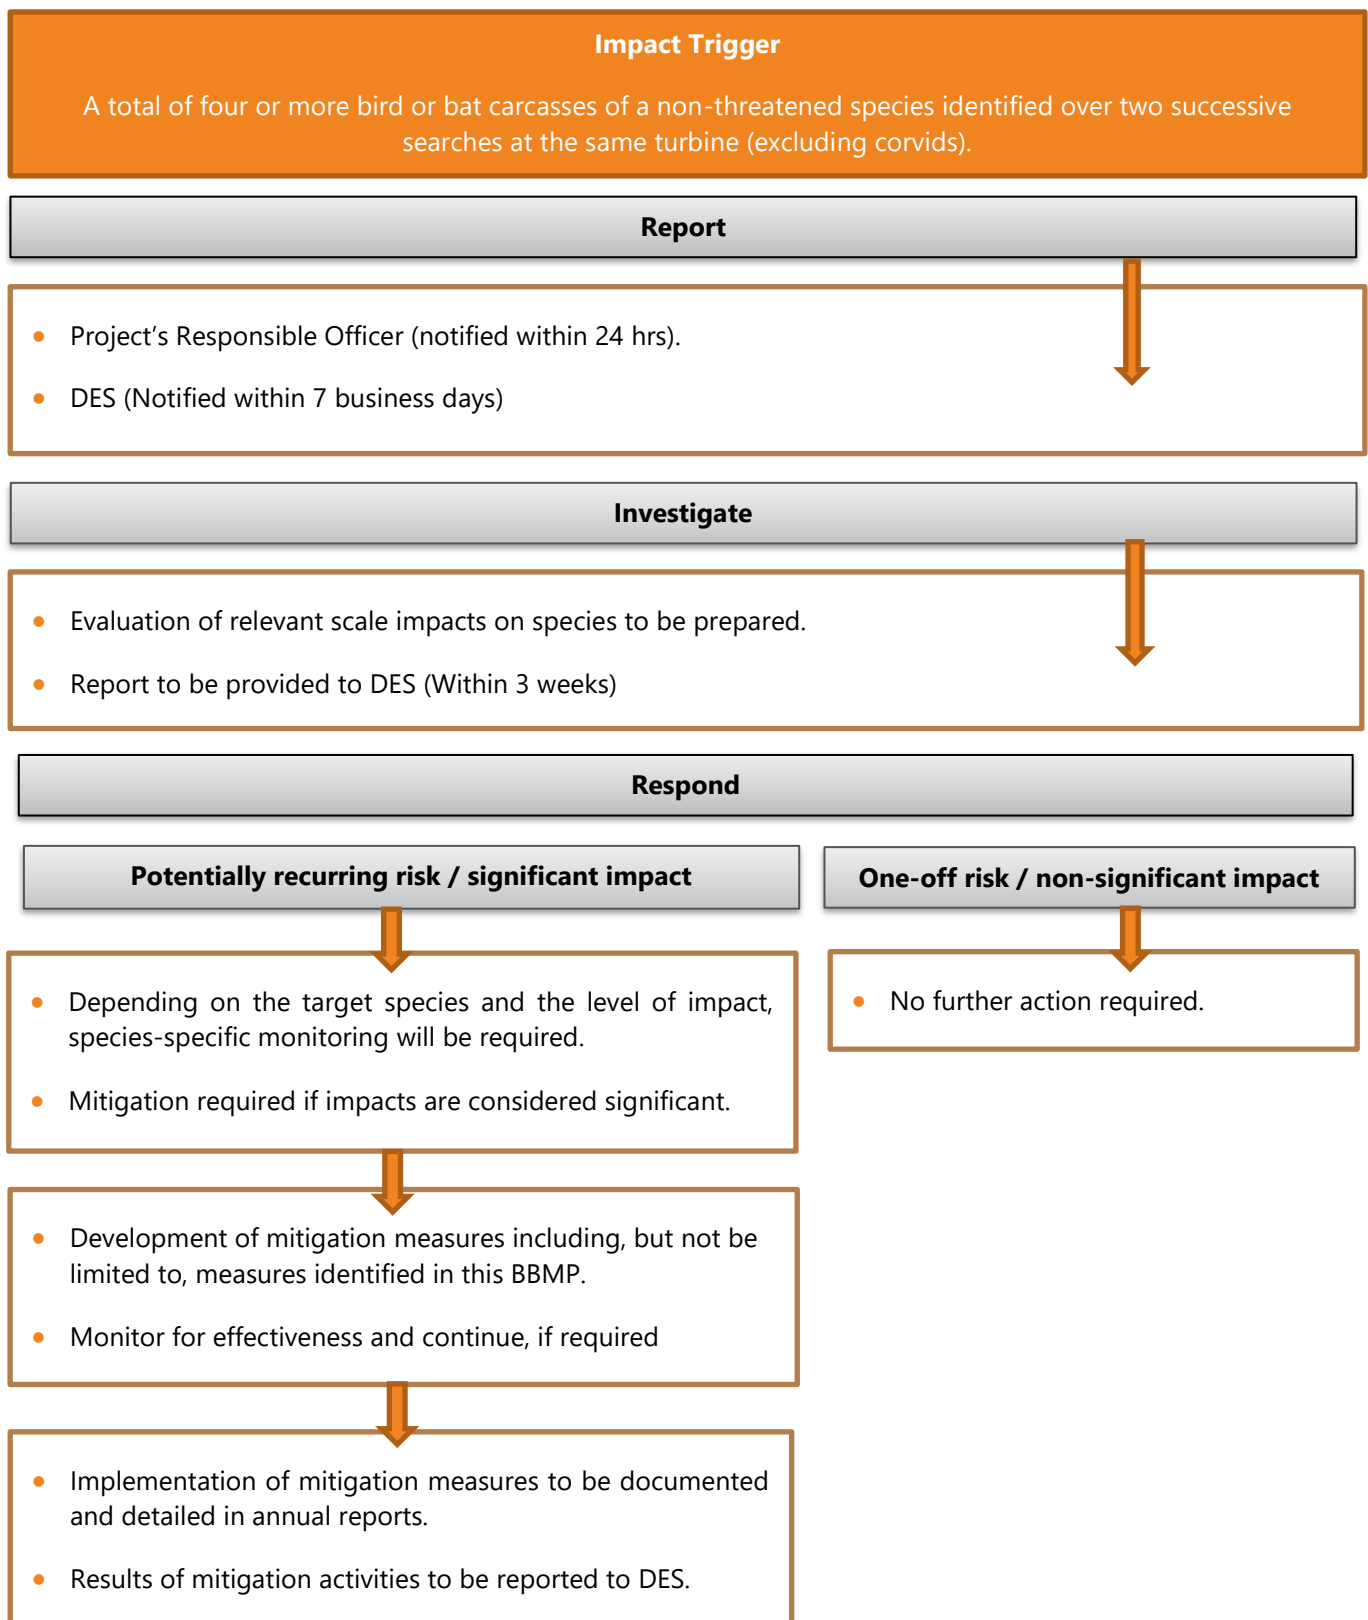 Impact Trigger
A total of four or more bird or bat carcasses of a non-threatened species identified over two successive
searches at the same turbine (excluding corvids).
Report
• Project's Responsible Officer (notified within 24 hrs).
• DES (Notified within 7 business days)
Investigate
• Evaluation of relevant scale impacts on species to be prepared.
• Report to be provided to DES (Within 3 weeks)
Respond
Potentially recurring risk / significant impact
• Depending on the target species and the level of impact,
species-specific monitoring will be required.
• Mitigation required if impacts are considered significant.
• Development of mitigation measures including, but not be
limited to, measures identified in this BBMP.
• Monitor for effectiveness and continue, if required
• Implementation of mitigation measures to be documented
and detailed in annual reports.
• Results of mitigation activities to be reported to DES.
One-off risk / non-significant impact
• No further action required.